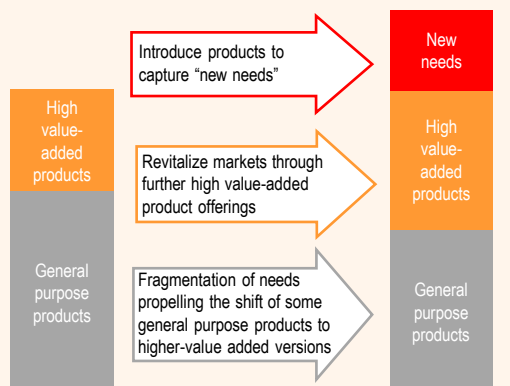 High
value-
added
products
General
purpose
products
Introduce products to
capture “new needs”
Revitalize markets through
further high value-added
product offerings
Fragmentation of needs
propelling the shift of some
general purpose products to
higher-value added versions
New
needs
High
value-
added
products
General
purpose
products